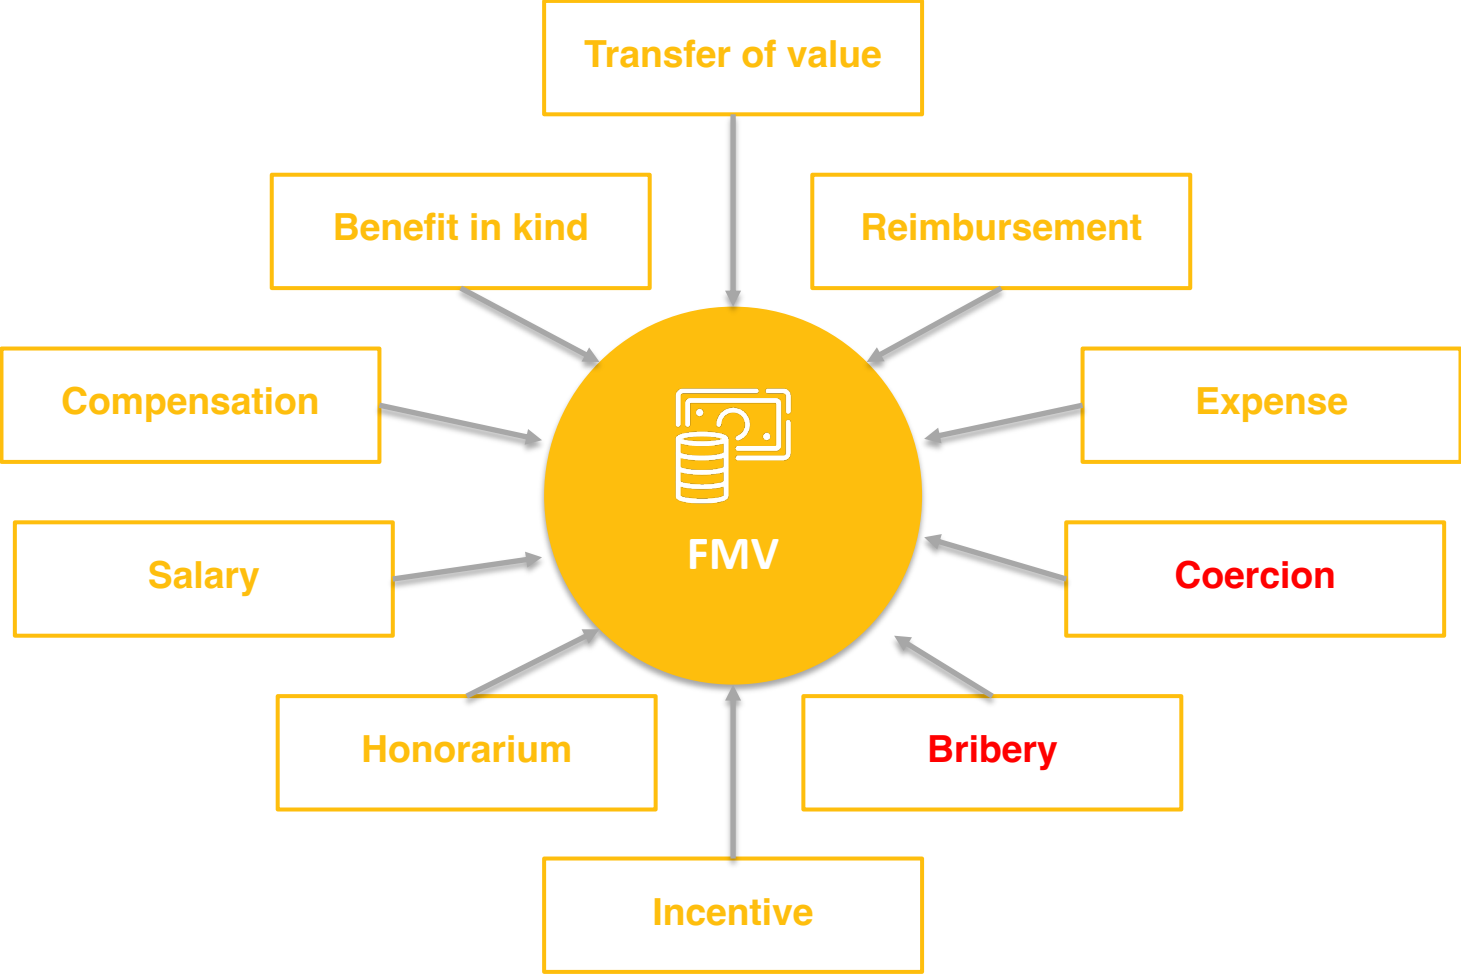 Transfer of value
Benefit in kind
Reimbursement
Compensation
Expense
FMV
Salary
Coercion
Honorarium
Bribery
Incentive